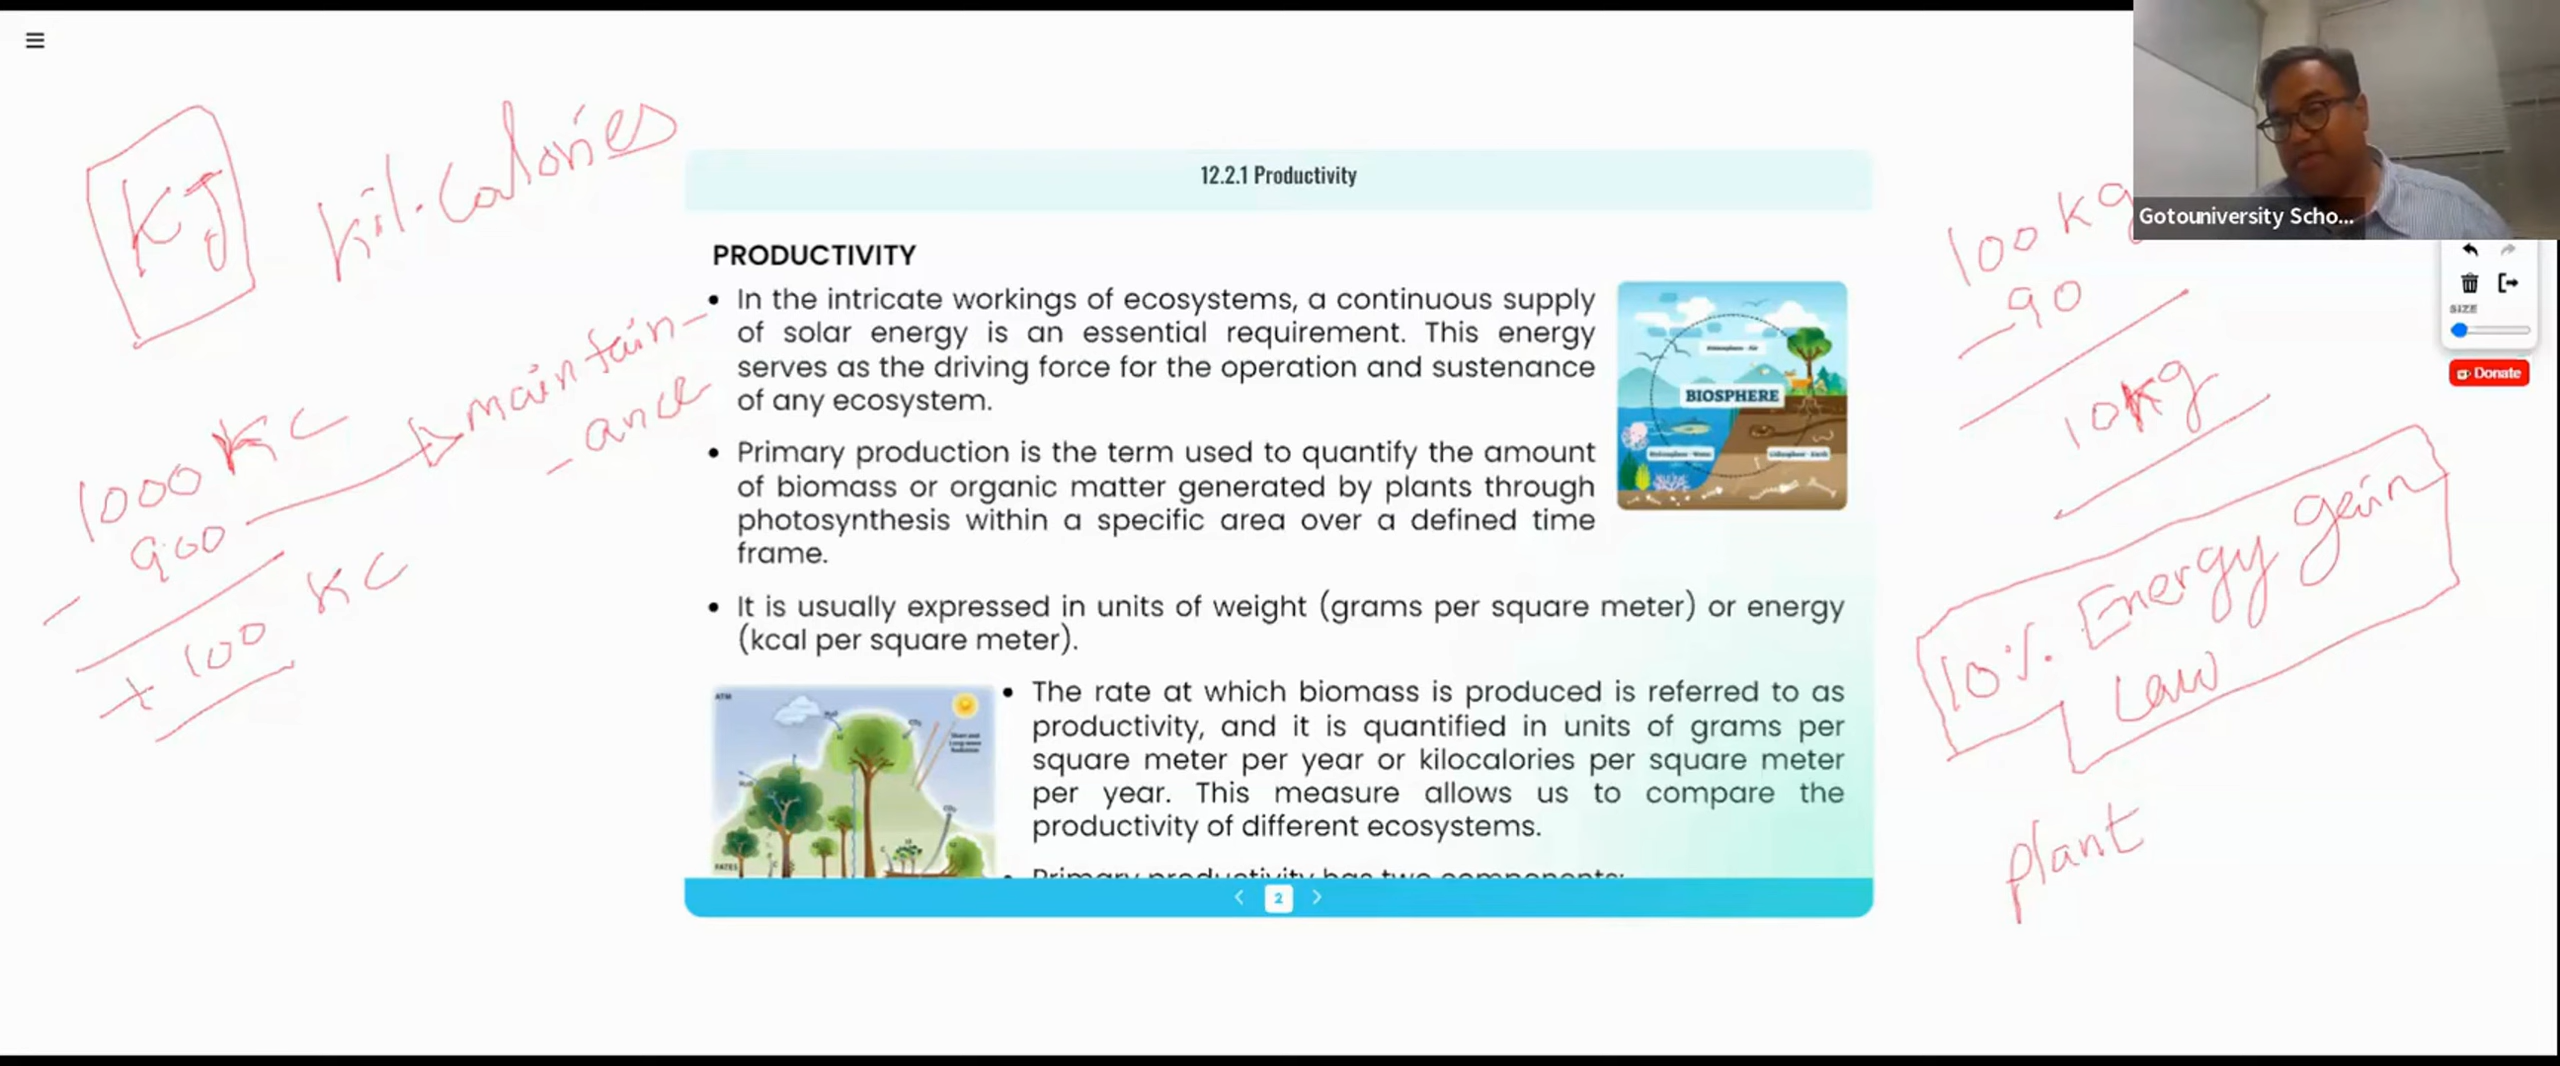 12.2.1 Productivity
PRODUCTIVITY
• In the intricate workings of ecosystems, a continuous supply
of solar energy is an essential requirement. This energy
serves as the driving force for the operation and sustenance
of any ecosystem.
• Primary production is the term used to quantify the amount
of biomass or organic matter generated by plants through
photosynthesis within a specific area over a defined time
frame.
• It is usually expressed in units of weight (grams per square meter) or energy
(kcal per square meter).
• The rate at which biomass is produced is referred to as
productivity, and it is quantified in units of grams per
square meter per year or kilocalories per square meter
per year. This measure allows us to compare the
productivity of different ecosystems.
• Primary productivity has two components:
2
BIOSPHERE
ATM
KJ
kil.calories
1000 KC
- 900
maintain-
-ance
+ 100 KC
100 kg
-90
10kg
10% Energy gain
Law
plant
Gotouniversity Scho...
SIZE
Donate